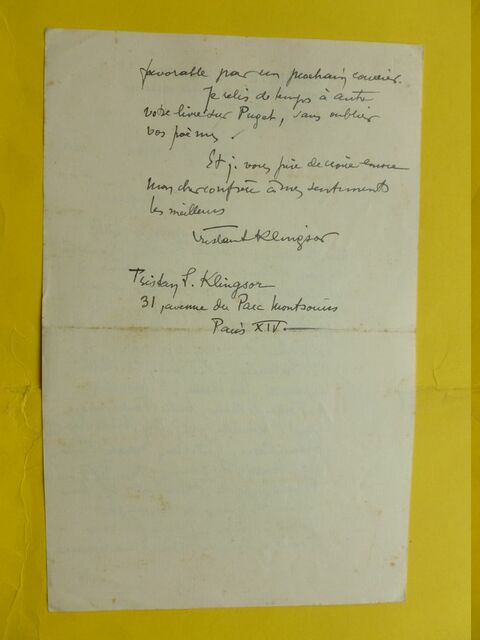 favorable par un prochain courrier.
Je relis de temps à autre
votre livre sur Puget, sans oublier
vos poèmes.
Et je vous prie de croire encore
mon cher confrère à mes sentiments
les meilleurs
Tristan Klingsor
Tristan L. Klingsor
31, avenue du Parc Montsouris
Paris XIV.